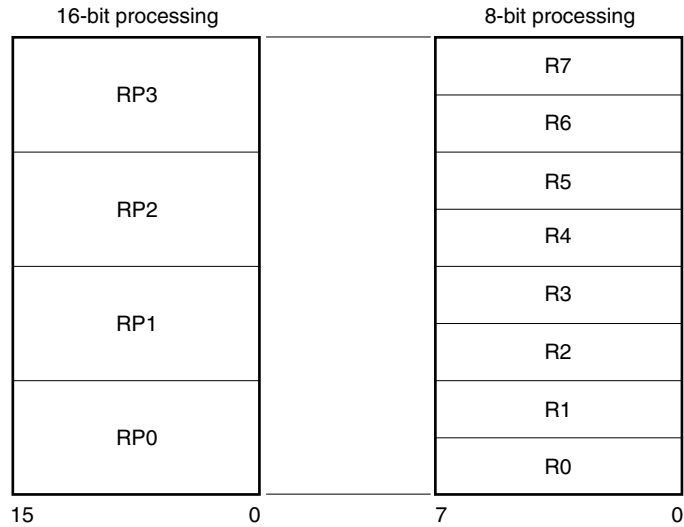 16-bit processing
8-bit processing
RP3
RP2
RP1
RP0
15 0
R7
R6
R5
R4
R3
R2
R1
R0
7 0